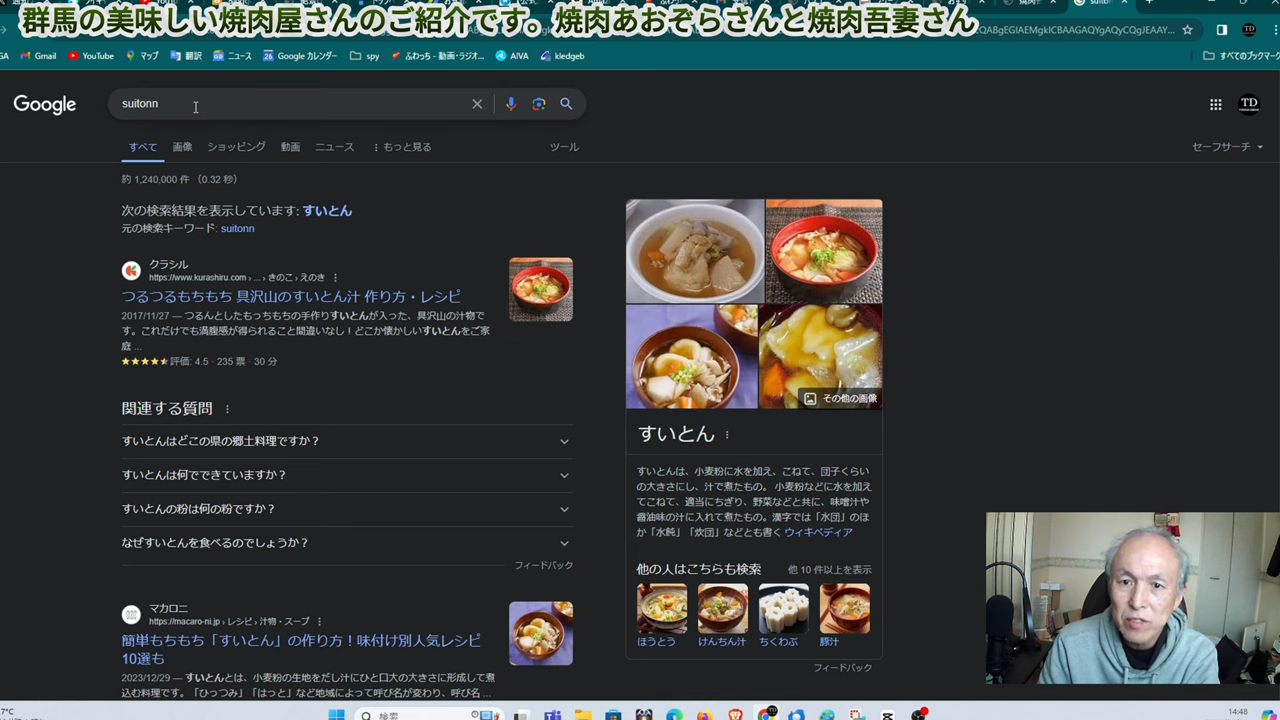 群馬の美味しい焼肉屋さんのご紹介です。焼肉あおぞらさんと焼肉吾妻さん
Gmail
YouTube
マップ
翻訳
ニュース
Google カレンダー
spy
ふわっち - 動画・ラジオ...
AIVA
kledgeb
すべてのブックマーク
Google
suitonn
TD
すべて
画像
ショッピング
動画
ニュース
もっと見る
ツール
セーフサーチ
約 1,240,000 件 （0.32 秒）
次の検索結果を表示しています: すいとん
元の検索キーワード: suitonn
クラシル
https://www.kurashiru.com › ... › きのこ › えのき
つるつるもちもち 具沢山のすいとん汁 作り方・レシピ
2017/11/27 — つるんとしたもっちもちの手作りすいとんが入った、具沢山の汁物で
す。これだけでも満腹感が得られること間違いなし！どこか懐かしいすいとんをご家
庭 ...
評価: 4.5 · 235 票 · 30 分
関連する質問
すいとんはどこの県の郷土料理ですか？
すいとんは何でできていますか？
すいとんの粉は何の粉ですか？
なぜすいとんを食べるのでしょうか？
フィードバック
マカロニ
https://macaro-ni.jp › レシピ › 汁物・スープ
簡単もちもち「すいとん」の作り方！味付け別人気レシピ
10選も
2023/12/29 — すいとんとは、小麦粉の生地をだし汁にひと口大の大きさに形成して煮
込む料理です。「ひっつみ」「はっと」など地域によって呼び名が変わり、呼び名 ...
その他の画像
すいとん
すいとんは、小麦粉に水を加え、こねて、団子くらい
の大きさにし、汁で煮たもの。 小麦粉などに水を加え
てこねて、適当にちぎり、野菜などと共に、味噌汁や
醤油味の汁に入れて煮たもの。漢字では「水団」のほ
か「水飩」「炊団」などとも書く ウィキペディア
他の人はこちらも検索
他 10 件以上を表示
ほうとう
けんちん汁
ちくわぶ
豚汁
フィードバック
7°C
検索
14:48